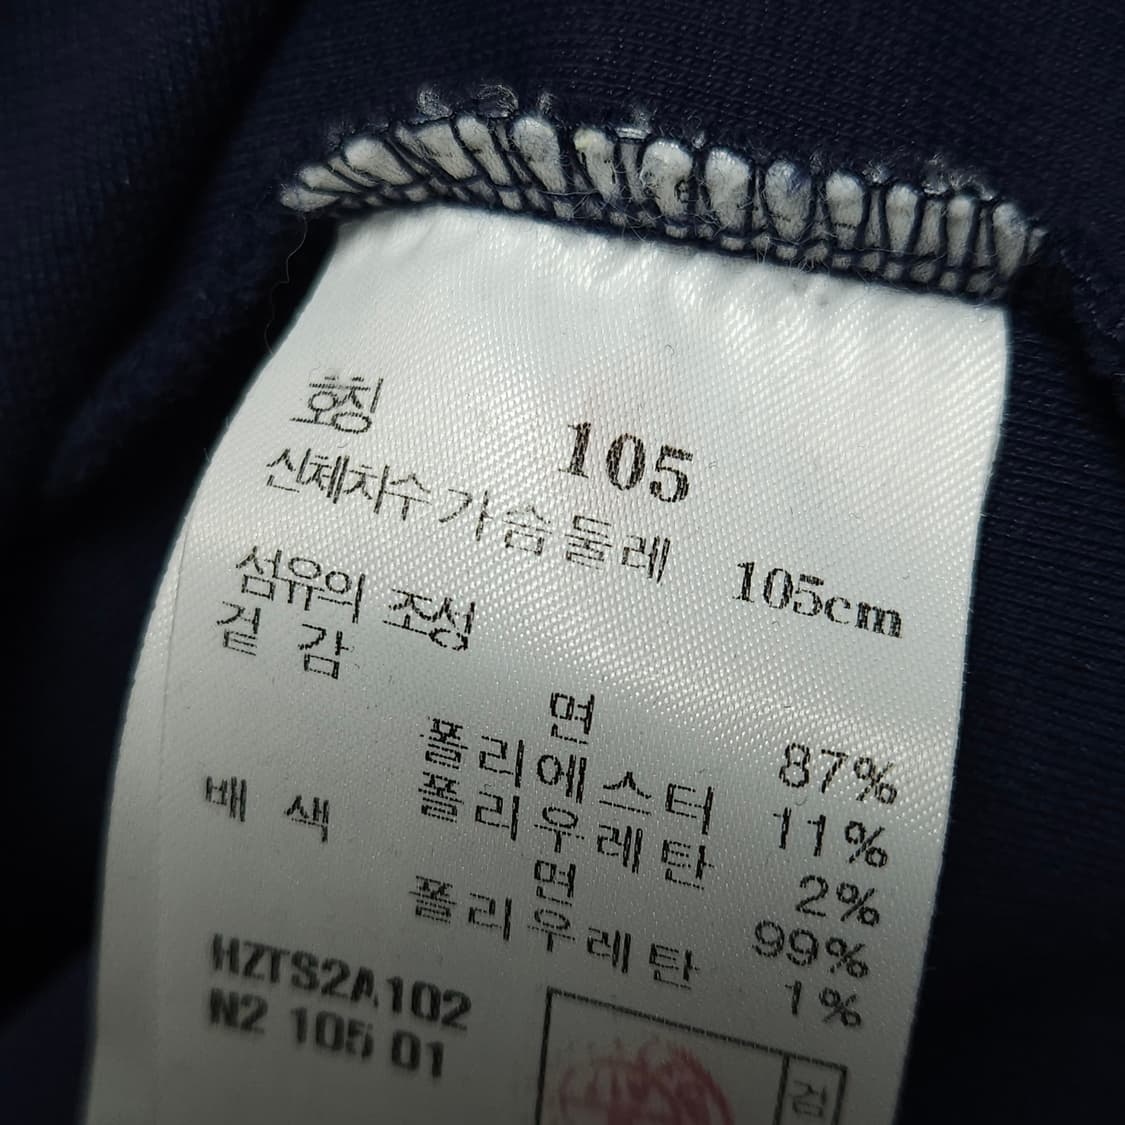 호칭 105
신체치수 가슴둘레 105cm
섬유의 조성
겉 감
면 87%
폴리에스터 11%
폴리우레탄 2%
배 색
면 99%
폴리우레탄 1%
HZTS2A102
N2 105 01
검